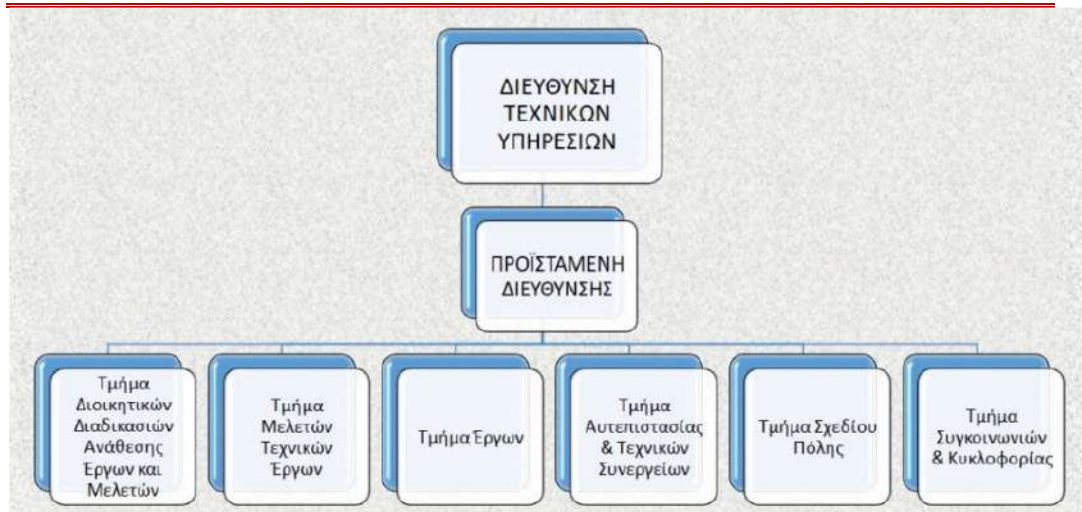 ΔΙΕΥΘΥΝΣΗ
ΤΕΧΝΙΚΩΝ
ΥΠΗΡΕΣΙΩΝ
ΠΡΟΪΣΤΑΜΕΝΗ
ΔΙΕΥΘΥΝΣΗΣ
Τμήμα
Διοικητικών
Διαδικασιών
Ανάθεσης
Έργων και
Μελετών
Τμήμα
Μελετών
Τεχνικών
Έργων
Τμήμα Έργων
Τμήμα
Αυτεπιστασίας
& Τεχνικών
Συνεργείων
Τμήμα Σχεδίου
Πόλης
Τμήμα
Συγκοινωνιών
& Κυκλοφορίας